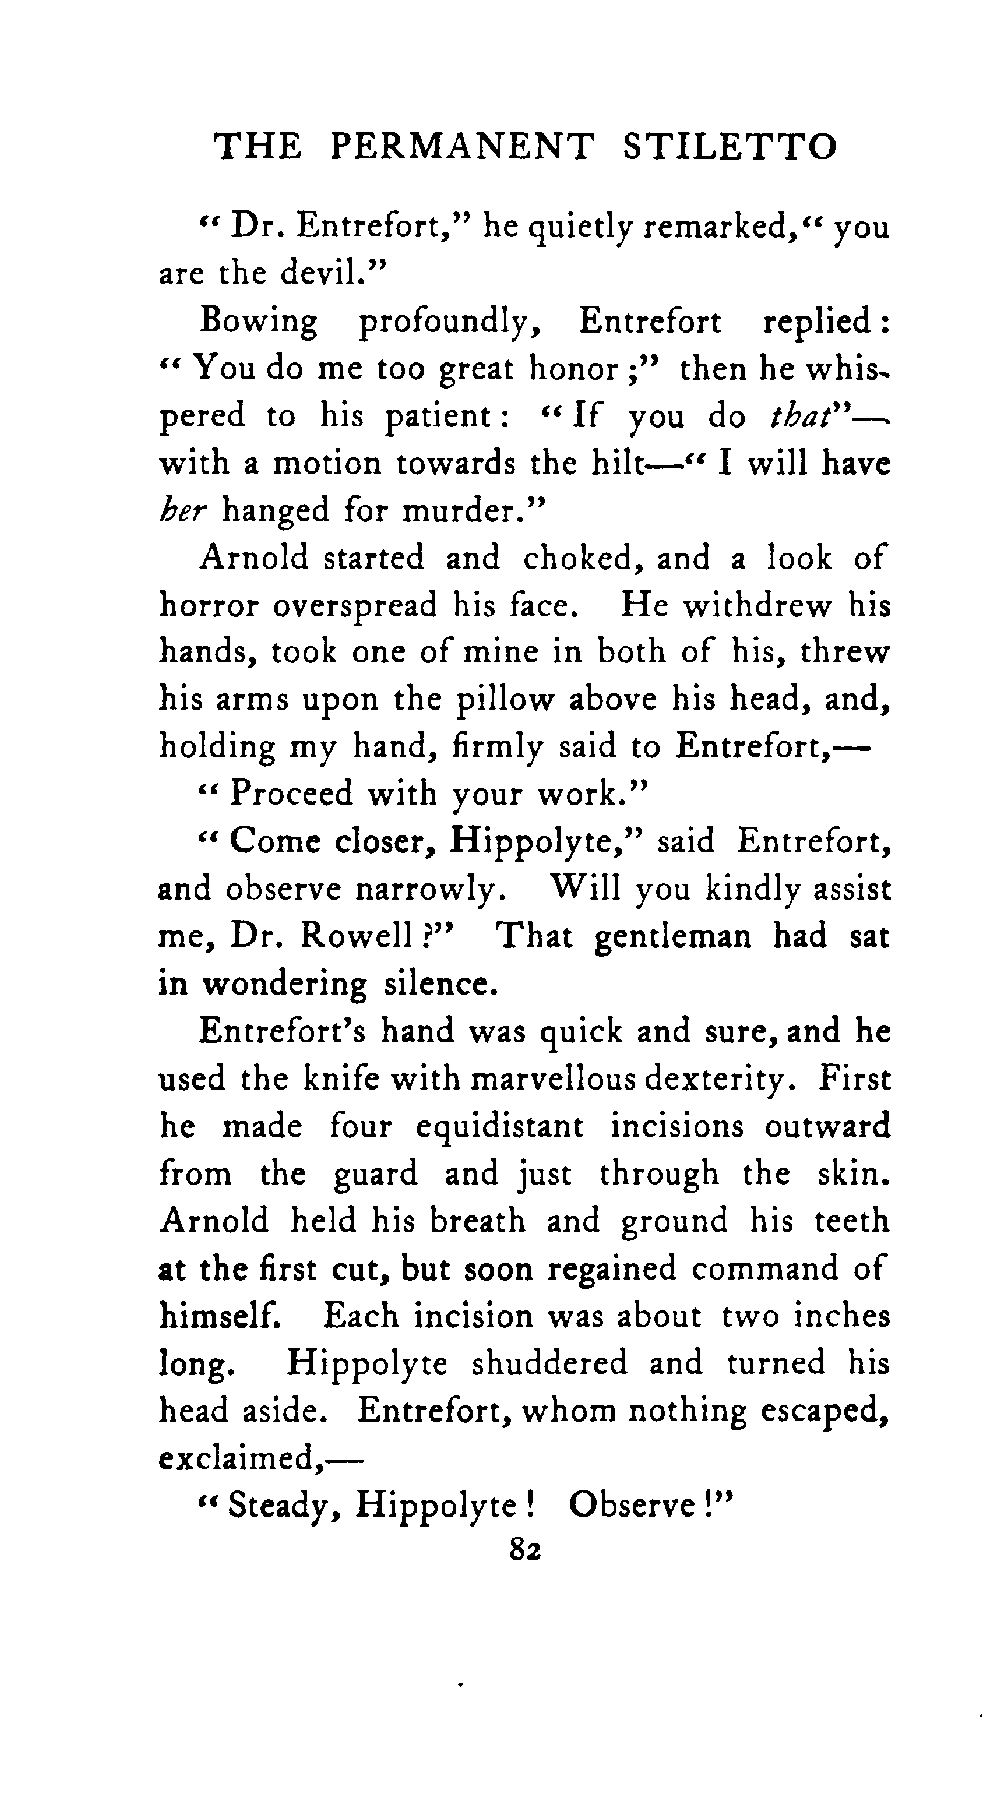 THE PERMANENT STILETTO
“ Dr. Entrefort,” he quietly remarked,“ you
are the devil.”
Bowing profoundly, Entrefort replied :
“ You do me too great honor ;” then he whis-
pered to his patient : “ If you do that”—
with a motion towards the hilt—“ I will have
her hanged for murder.”
Arnold started and choked, and a look of
horror overspread his face. He withdrew his
hands, took one of mine in both of his, threw
his arms upon the pillow above his head, and,
holding my hand, firmly said to Entrefort,—
“ Proceed with your work.”
“ Come closer, Hippolyte,” said Entrefort,
and observe narrowly. Will you kindly assist
me, Dr. Rowell ?” That gentleman had sat
in wondering silence.
Entrefort’s hand was quick and sure, and he
used the knife with marvellous dexterity. First
he made four equidistant incisions outward
from the guard and just through the skin.
Arnold held his breath and ground his teeth
at the first cut, but soon regained command of
himself. Each incision was about two inches
long. Hippolyte shuddered and turned his
head aside. Entrefort, whom nothing escaped,
exclaimed,—
“ Steady, Hippolyte ! Observe !”
82